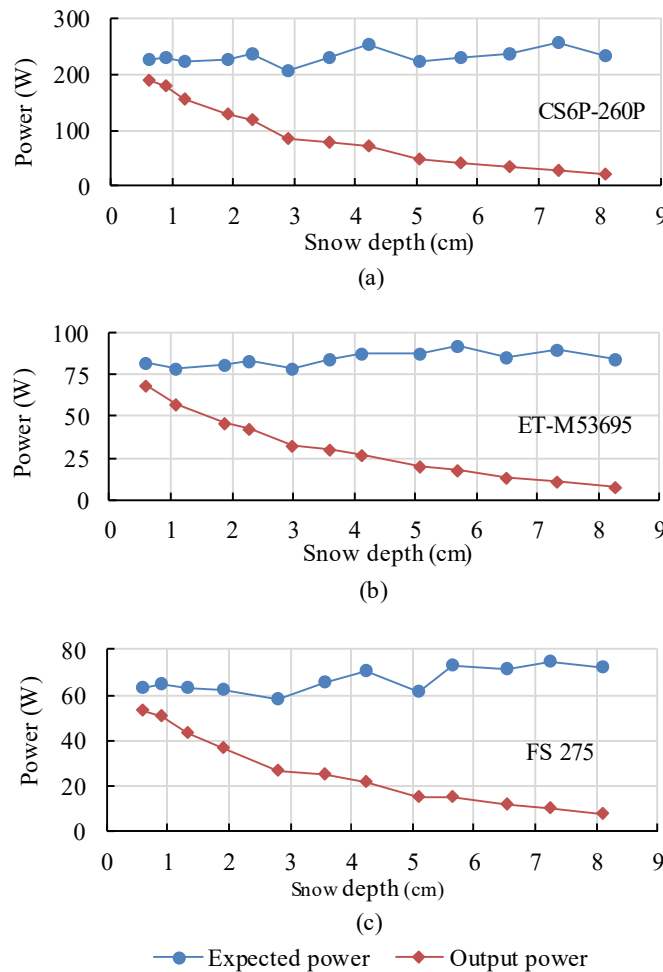 300
200
100
0
Power (W)
CS6P-260P
0 1 2 3 4 5 6 7 8 9
Snow depth (cm)
(a)
100
75
50
25
0
Power (W)
ET-M53695
0 1 2 3 4 5 6 7 8 9
Snow depth (cm)
(b)
80
60
40
20
0
Power (W)
FS 275
0 1 2 3 4 5 6 7 8 9
Snow depth (cm)
(c)
Expected power Output power